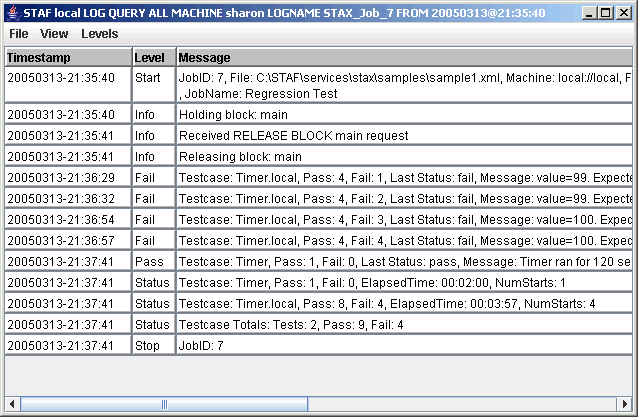 STAF local LOG QUERY ALL MACHINE sharon LOGNAME STAX_Job_7 FROM 20050313@21:35:40
File View Levels
Timestamp Level Message
20050313-21:35:40 Start JobID: 7, File: C:\STAF\services\stax\samples\sample1.xml, Machine: local://local, F
, JobName: Regression Test
20050313-21:35:40 Info Holding block: main
20050313-21:35:41 Info Received RELEASE BLOCK main request
20050313-21:35:41 Info Releasing block: main
20050313-21:36:29 Fail Testcase: Timer.local, Pass: 4, Fail: 1, Last Status: fail, Message: value=99. Expecte
20050313-21:36:32 Fail Testcase: Timer.local, Pass: 4, Fail: 2, Last Status: fail, Message: value=99. Expecte
20050313-21:36:54 Fail Testcase: Timer.local, Pass: 4, Fail: 3, Last Status: fail, Message: value=100. Expec
20050313-21:36:57 Fail Testcase: Timer.local, Pass: 4, Fail: 4, Last Status: fail, Message: value=100. Expec
20050313-21:37:41 Pass Testcase: Timer, Pass: 1, Fail: 0, Last Status: pass, Message: Timer ran for 120 se
20050313-21:37:41 Status Testcase: Timer, Pass: 1, Fail: 0, ElapsedTime: 00:02:00, NumStarts: 1
20050313-21:37:41 Status Testcase: Timer.local, Pass: 8, Fail: 4, ElapsedTime: 00:03:57, NumStarts: 4
20050313-21:37:41 Status Testcase Totals: Tests: 2, Pass: 9, Fail: 4
20050313-21:37:41 Stop JobID: 7